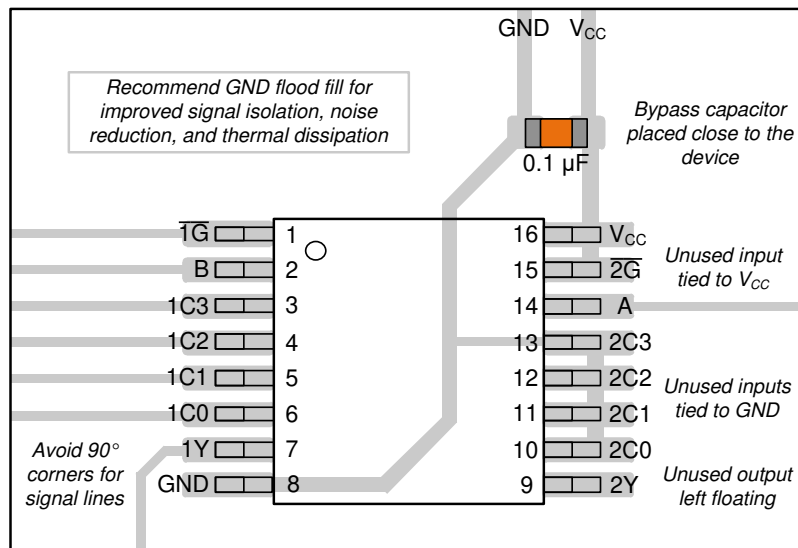 GND V_CC
Recommend GND flood fill for
improved signal isolation, noise
reduction, and thermal dissipation
Bypass capacitor
placed close to the
device
0.1 µF
1G̅ 1 16 V_CC
B 2 15 2G̅
Unused input
tied to V_CC
1C3 3 14 A
1C2 4 13 2C3
1C1 5 12 2C2
1C0 6 11 2C1
Unused inputs
tied to GND
1Y 7 10 2C0
GND 8 9 2Y
Avoid 90°
corners for
signal lines
Unused output
left floating